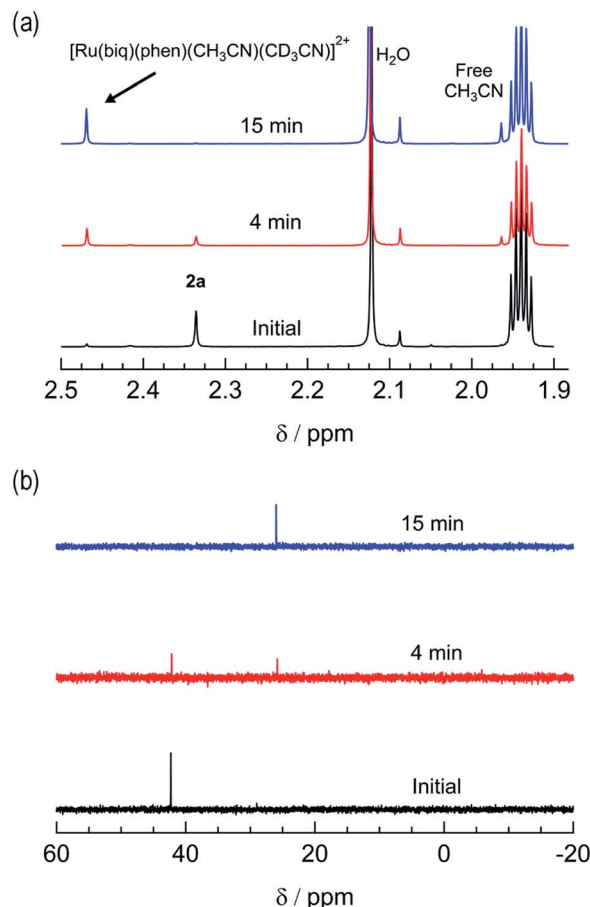 (a)
[Ru(biq)(phen)(CH₃CN)(CD₃CN)]²⁺
H₂O
Free
CH₃CN
15 min
4 min
2a
Initial
2.5 2.4 2.3 2.2 2.1 2.0 1.9
δ / ppm
(b)
15 min
4 min
Initial
60 40 20 0 -20
δ / ppm